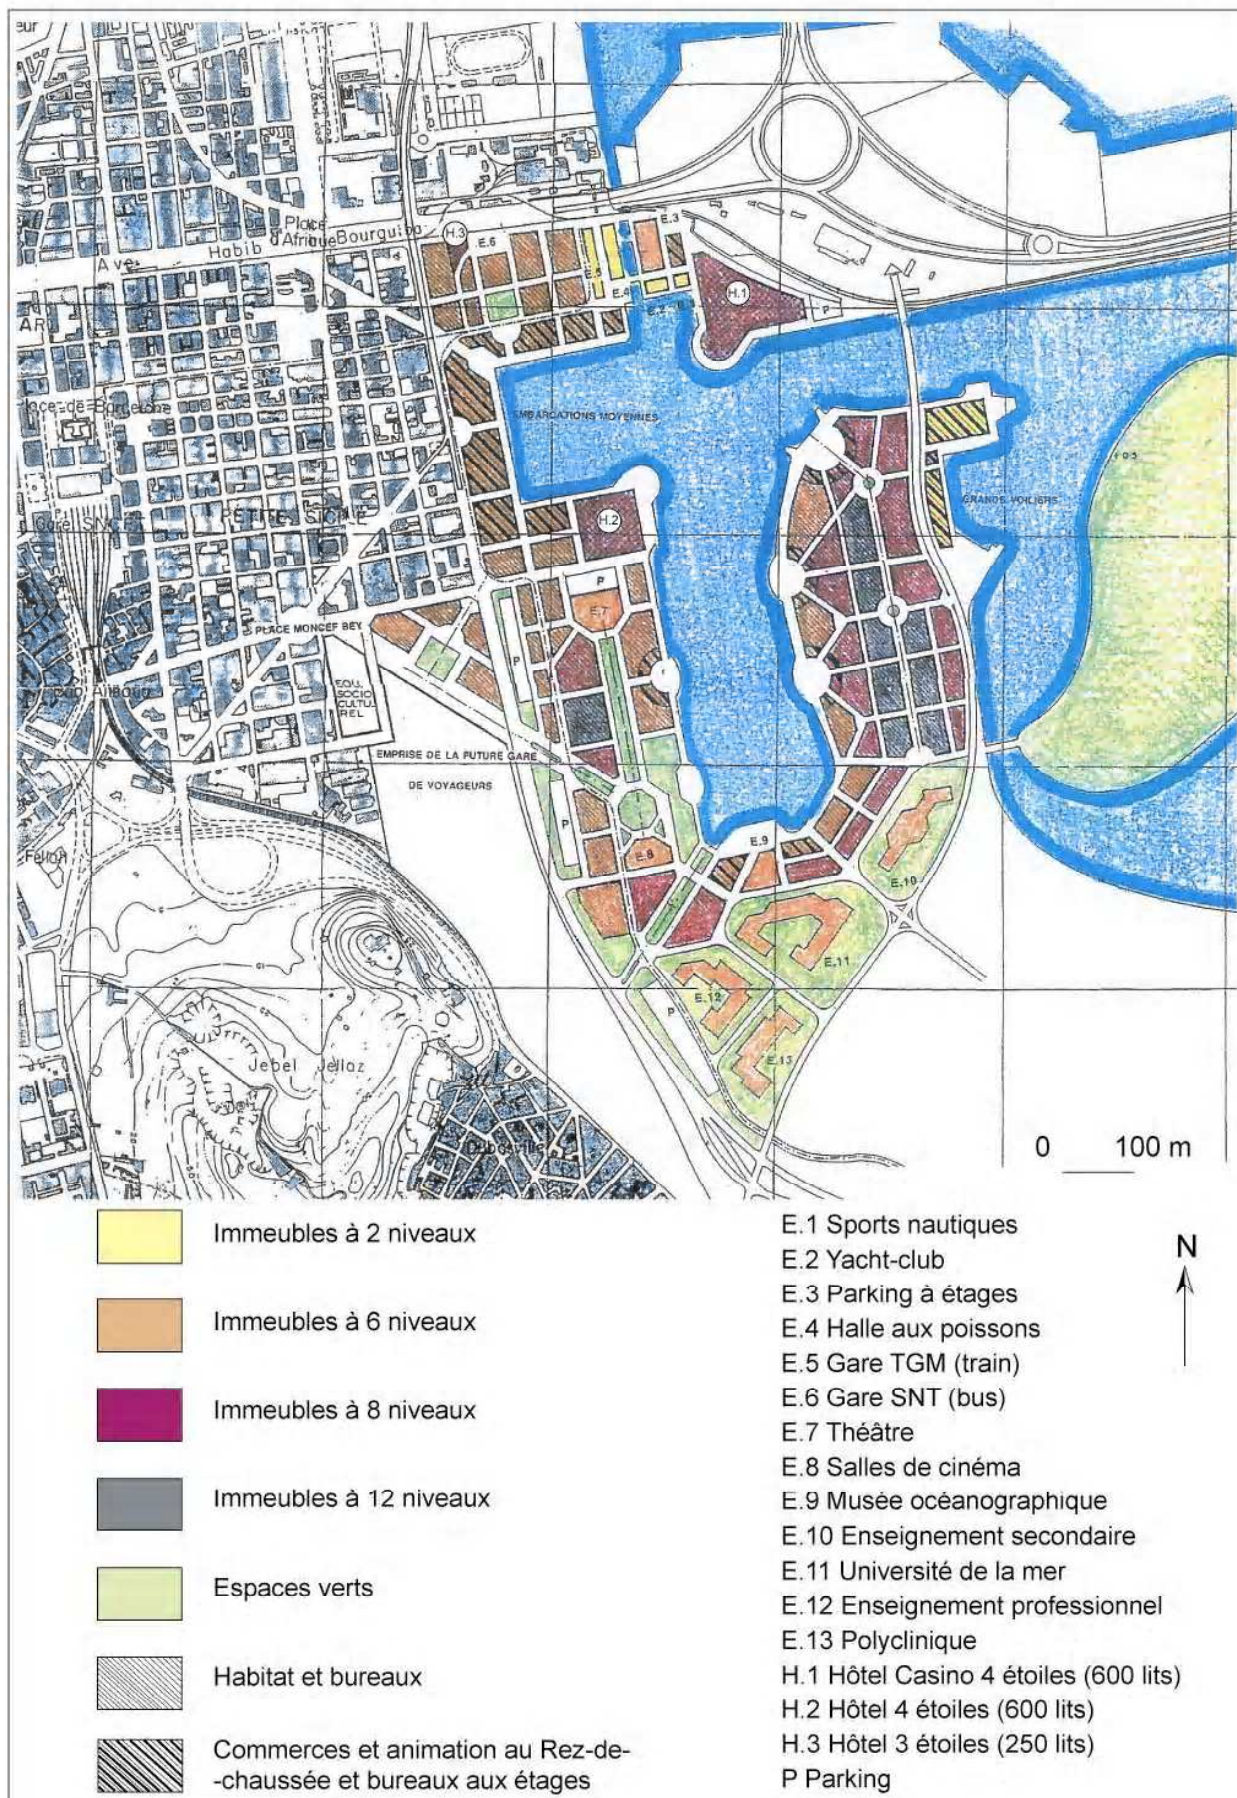 eur
Place
d'Afrique
Ave
Habib
Bourguiba
H.3
E.6
E.3
E.5
E.4
H.1
P
AR
EMBARCATIONS MOYENNES
GRANDS VOILIERS
Gare SNCFT
PETITE SICILE
H.2
P
E.7
PLACE MONCEF BEY
P
EQU.
SOCIO
CULTU-
REL
EMPRISE DE LA FUTURE GARE
DE VOYAGEURS
P
E.8
E.9
E.10
E.11
E.12
E.13
P
Jebel Jelloz
Dubosville
0 100 m
N
Immeubles à 2 niveaux
Immeubles à 6 niveaux
Immeubles à 8 niveaux
Immeubles à 12 niveaux
Espaces verts
Habitat et bureaux
Commerces et animation au Rez-de-
-chaussée et bureaux aux étages
E.1 Sports nautiques
E.2 Yacht-club
E.3 Parking à étages
E.4 Halle aux poissons
E.5 Gare TGM (train)
E.6 Gare SNT (bus)
E.7 Théâtre
E.8 Salles de cinéma
E.9 Musée océanographique
E.10 Enseignement secondaire
E.11 Université de la mer
E.12 Enseignement professionnel
E.13 Polyclinique
H.1 Hôtel Casino 4 étoiles (600 lits)
H.2 Hôtel 4 étoiles (600 lits)
H.3 Hôtel 3 étoiles (250 lits)
P Parking